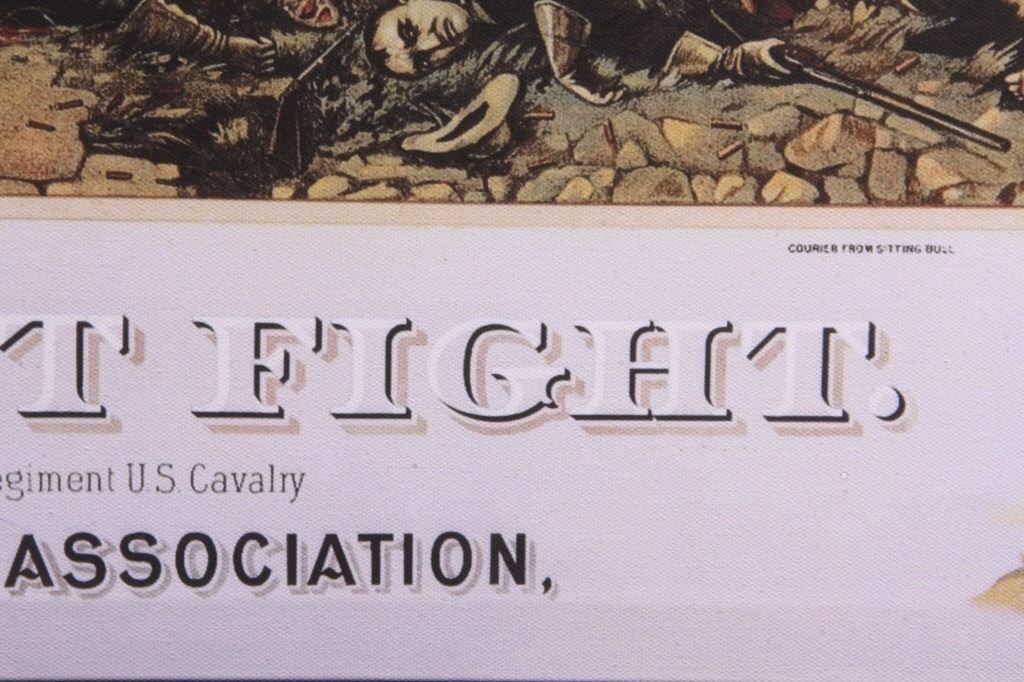 COURIER FROM SITTING BULL
T FIGHT.
egiment U.S. Cavalry
ASSOCIATION,